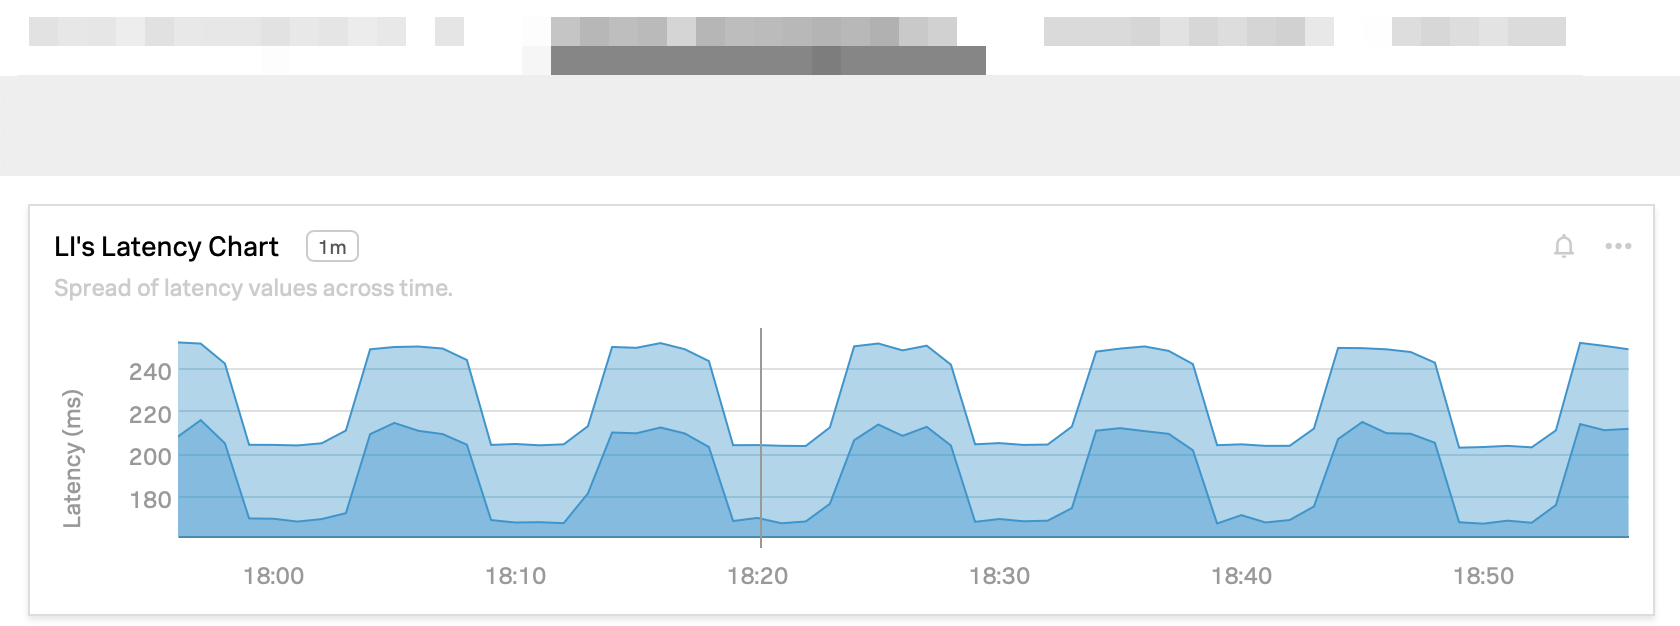 LI's Latency Chart 1m
Spread of latency values across time.
Latency (ms)
240
220
200
180
18:00 18:10 18:20 18:30 18:40 18:50